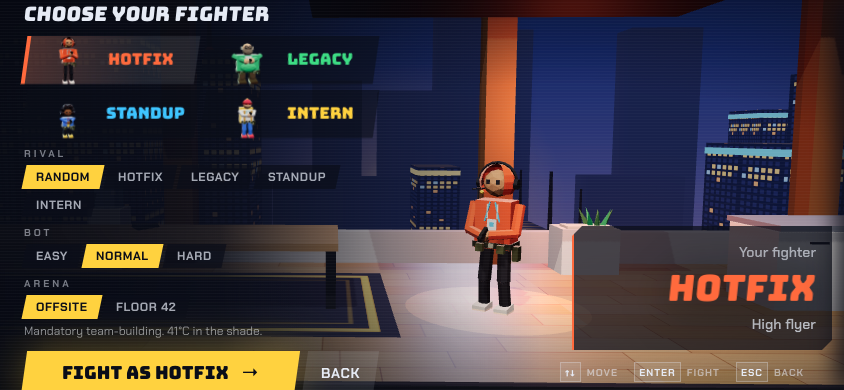 CHOOSE YOUR FIGHTER
HOTFIX
LEGACY
STANDUP
INTERN
RIVAL
RANDOM HOTFIX LEGACY STANDUP
INTERN
BOT
EASY NORMAL HARD
ARENA
OFFSITE FLOOR 42
Mandatory team-building. 41°C in the shade.
FIGHT AS HOTFIX →
BACK
Your fighter
HOTFIX
High flyer
↑↓ MOVE ENTER FIGHT ESC BACK